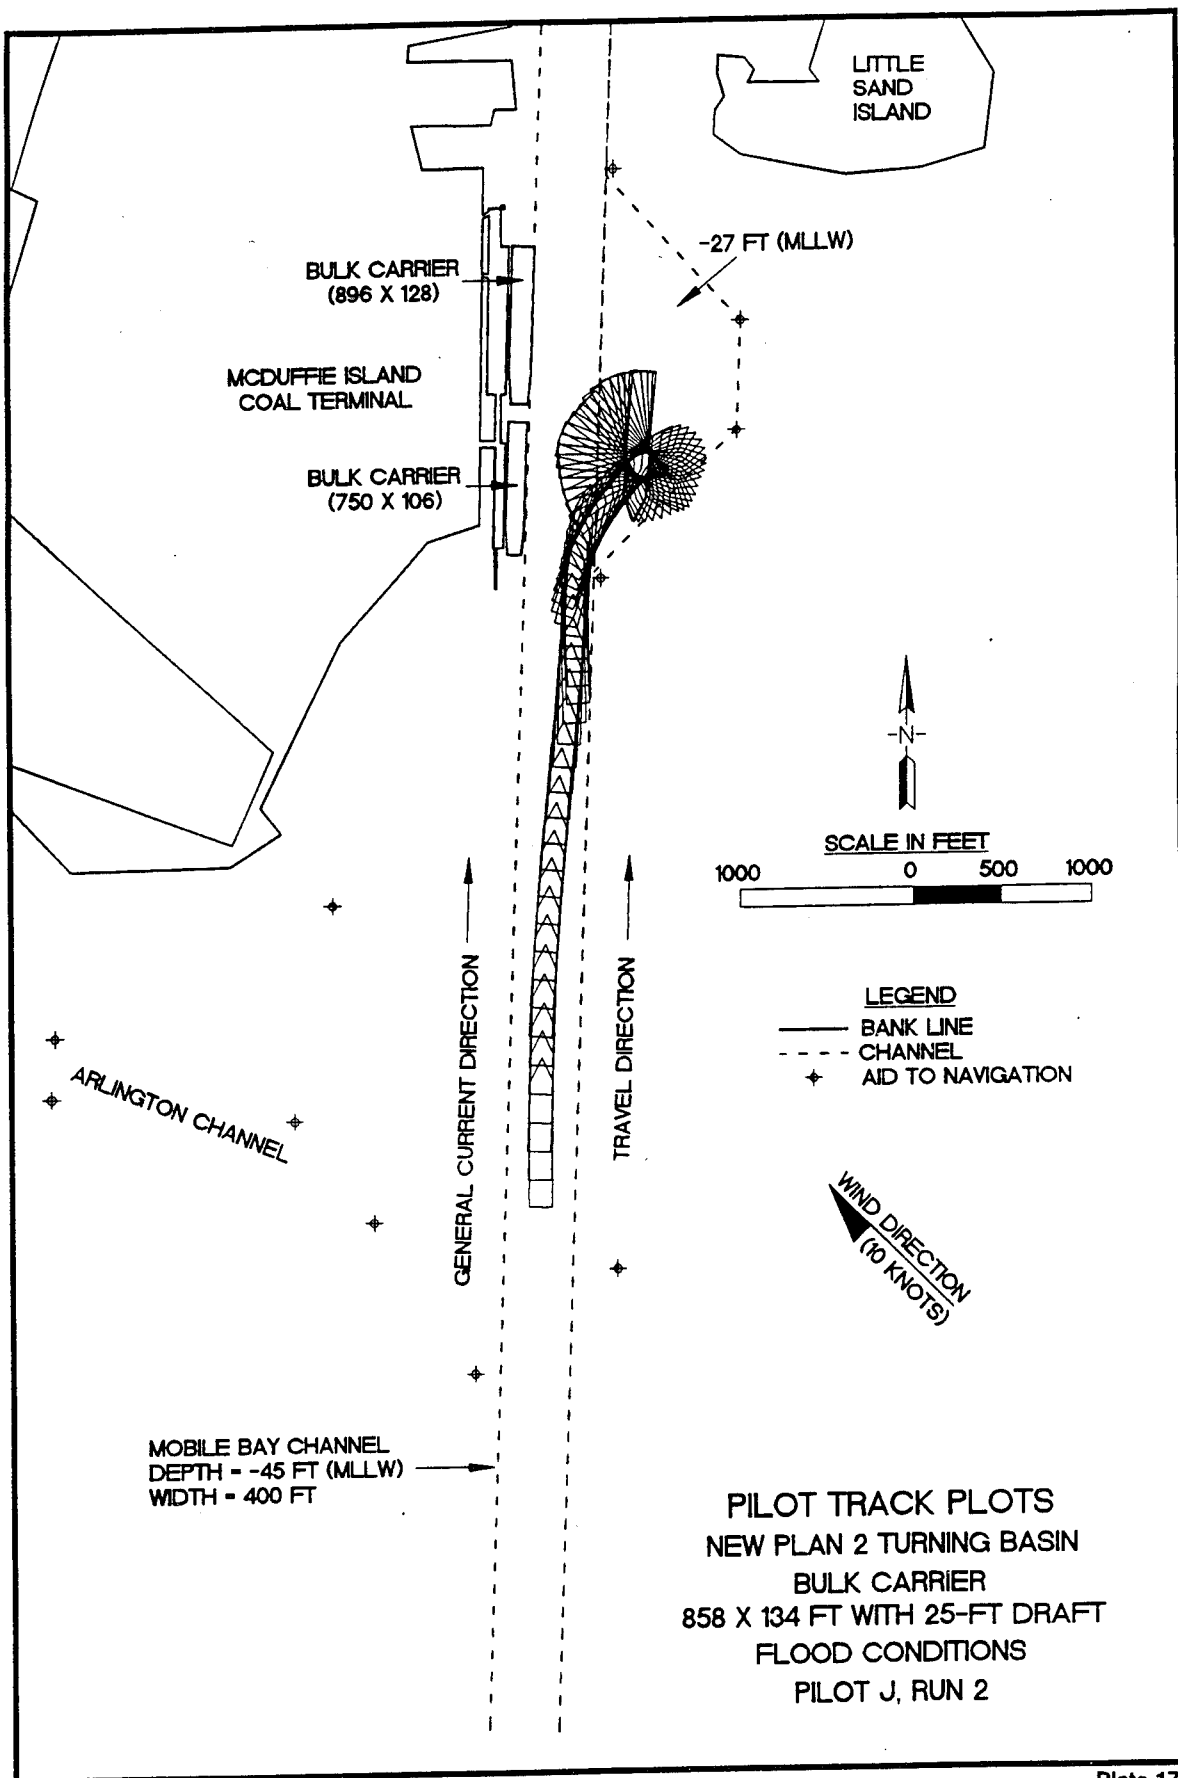 LITTLE
SAND
ISLAND
-27 FT (MLLW)
BULK CARRIER
(896 X 128)
MCDUFFIE ISLAND
COAL TERMINAL
BULK CARRIER
(750 X 106)
-N-
SCALE IN FEET
1000 0 500 1000
GENERAL CURRENT DIRECTION
TRAVEL DIRECTION
LEGEND
BANK LINE
CHANNEL
AID TO NAVIGATION
ARLINGTON CHANNEL
WIND DIRECTION
(10 KNOTS)
MOBILE BAY CHANNEL
DEPTH = -45 FT (MLLW)
WIDTH = 400 FT
PILOT TRACK PLOTS
NEW PLAN 2 TURNING BASIN
BULK CARRIER
858 X 134 FT WITH 25-FT DRAFT
FLOOD CONDITIONS
PILOT J, RUN 2